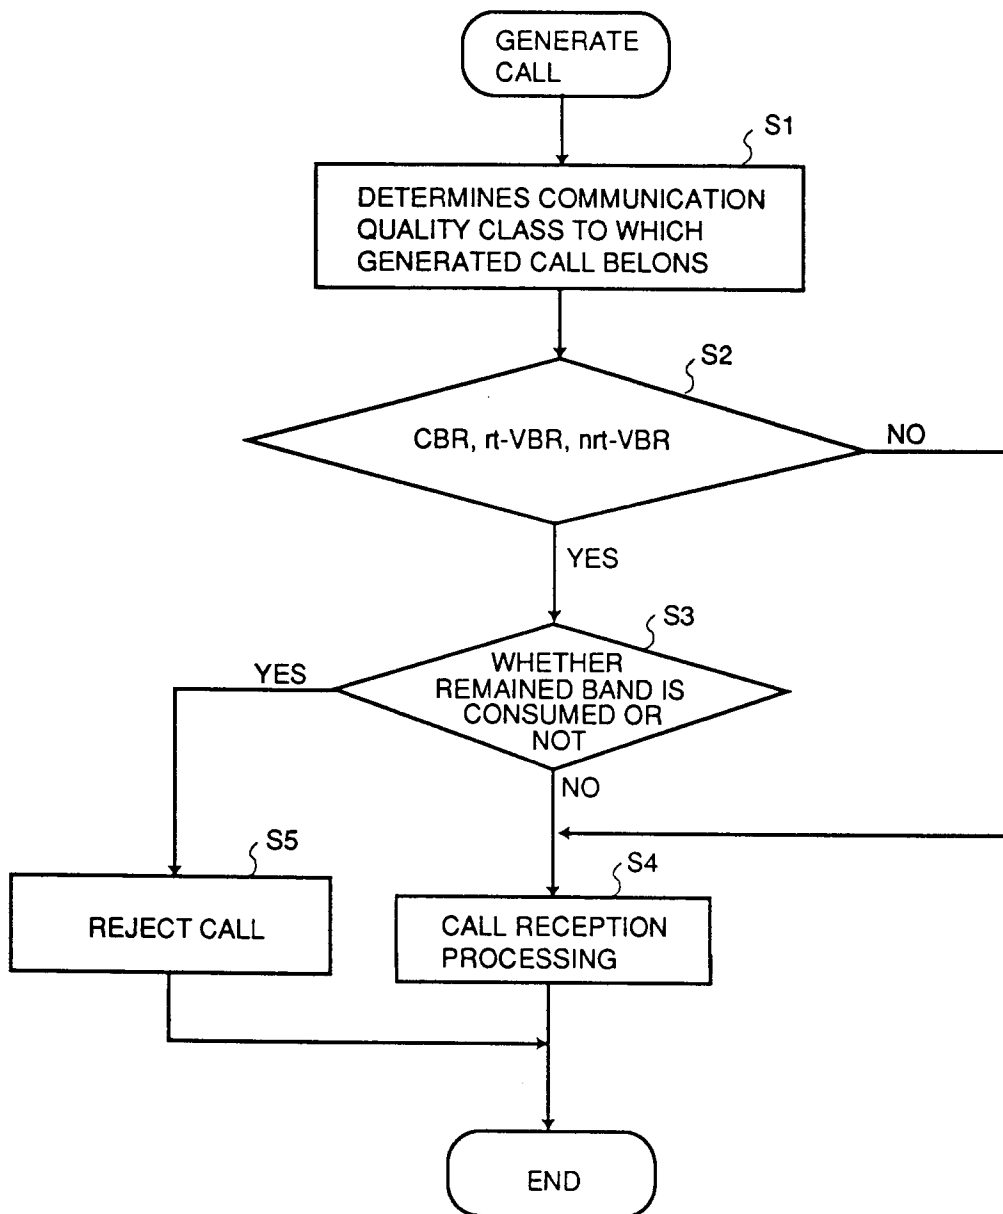 GENERATE
CALL
S1
DETERMINES COMMUNICATION
QUALITY CLASS TO WHICH
GENERATED CALL BELONS
S2
CBR, rt-VBR, nrt-VBR
NO
YES
S3
YES
WHETHER
REMAINED BAND IS
CONSUMED OR
NOT
NO
S5
REJECT CALL
S4
CALL RECEPTION
PROCESSING
END